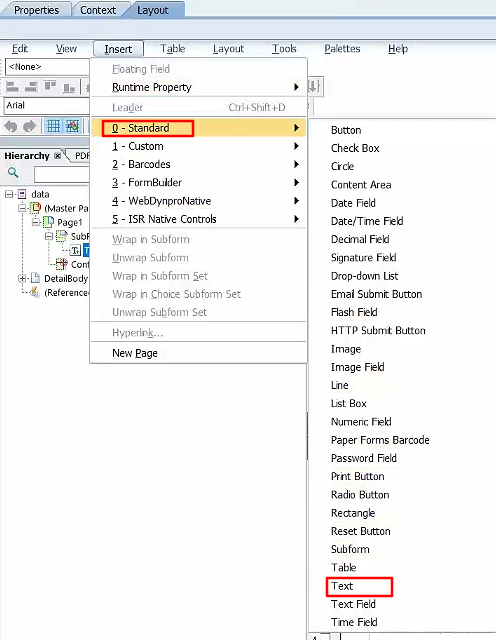 Properties Context Layout
Edit View Insert Table Layout Tools Palettes Help
<None>
Floating Field
Runtime Property
Leader Ctrl+Shift+D
Arial
0 - Standard
1 - Custom
2 - Barcodes
3 - FormBuilder
4 - WebDynproNative
5 - ISR Native Controls
Wrap in Subform
Unwrap Subform
Wrap in Subform Set
Wrap in Choice Subform Set
Unwrap Subform Set
Hyperlink...
New Page
Hierarchy PDF
data
(Master Pa
Page1
SubF
T
Cont
DetailBody
(Reference
Button
Check Box
Circle
Content Area
Date Field
Date/Time Field
Decimal Field
Signature Field
Drop-down List
Email Submit Button
Flash Field
HTTP Submit Button
Image
Image Field
Line
List Box
Numeric Field
Paper Forms Barcode
Password Field
Print Button
Radio Button
Rectangle
Reset Button
Subform
Table
Text
Text Field
Time Field